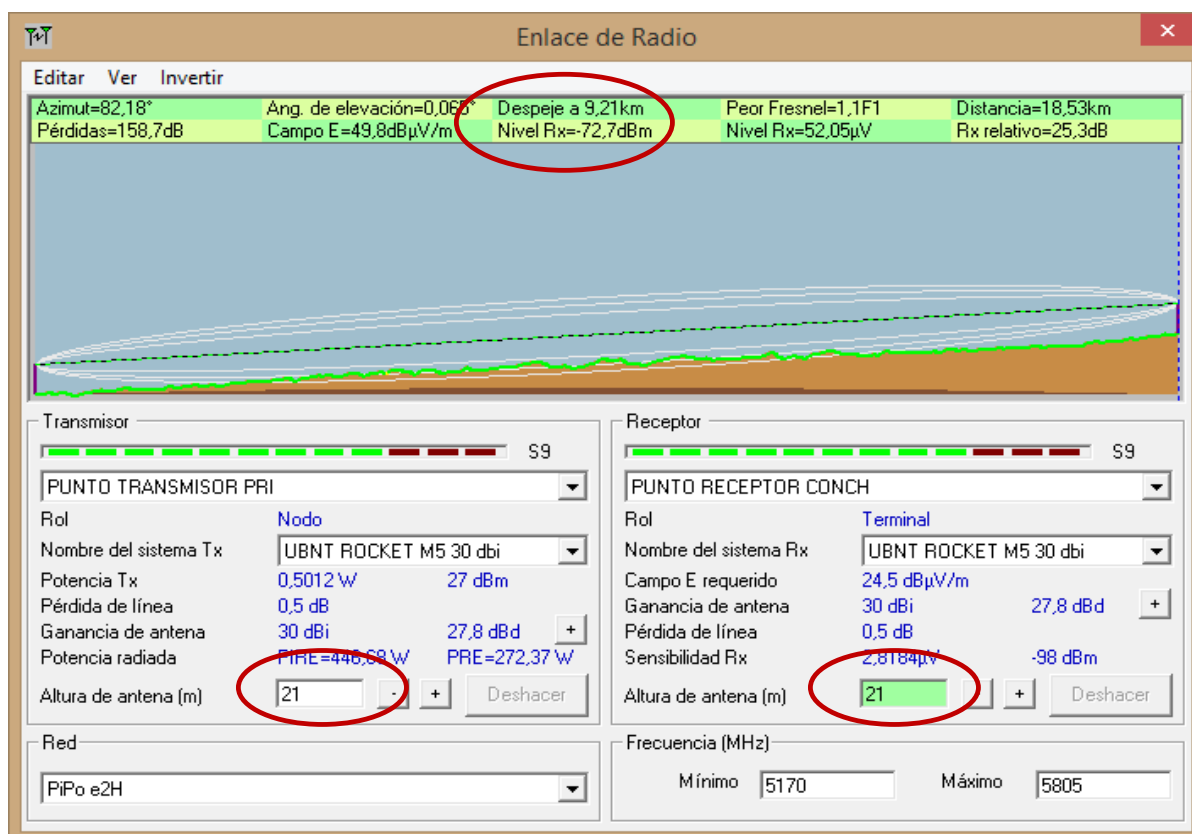 Enlace de Radio
Editar Ver Invertir
Azimut=82,18° Ang. de elevación=0,065° Despeje a 9,21km Peor Fresnel=1,1F1 Distancia=18,53km
Pérdidas=158,7dB Campo E=49,8dBμV/m Nivel Rx=-72,7dBm Nivel Rx=52,05μV Rx relativo=25,3dB
Transmisor
S9
PUNTO TRANSMISOR PRI
Rol Nodo
Nombre del sistema Tx UBNT ROCKET M5 30 dbi
Potencia Tx 0,5012 W 27 dBm
Pérdida de línea 0,5 dB
Ganancia de antena 30 dBi 27,8 dBd +
Potencia radiada PIRE=446,68 W PRE=272,37 W
Altura de antena (m) 21 - + Deshacer
Red
PiPo e2H
Receptor
S9
PUNTO RECEPTOR CONCH
Rol Terminal
Nombre del sistema Rx UBNT ROCKET M5 30 dbi
Campo E requerido 24,5 dBμV/m
Ganancia de antena 30 dBi 27,8 dBd +
Pérdida de línea 0,5 dB
Sensibilidad Rx 2,8184μV -98 dBm
Altura de antena (m) 21 + Deshacer
Frecuencia (MHz)
Mínimo 5170 Máximo 5805